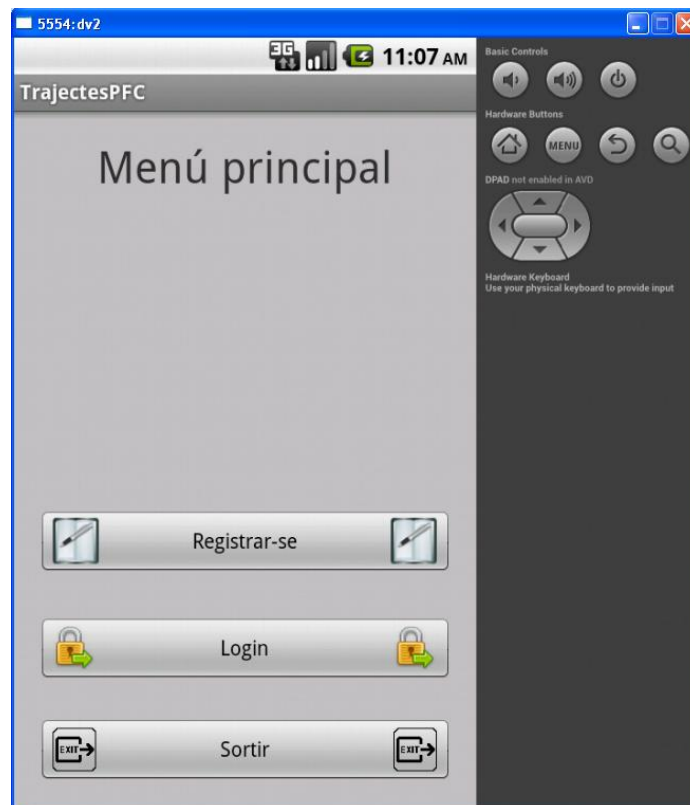 5554:dv2
3G 11:07 AM
TrajectesPFC
Menú principal
Registrar-se
Login
EXIT Sortir EXIT
Basic Controls
Hardware Buttons
MENU
DPAD not enabled in AVD
Hardware Keyboard
Use your physical keyboard to provide input